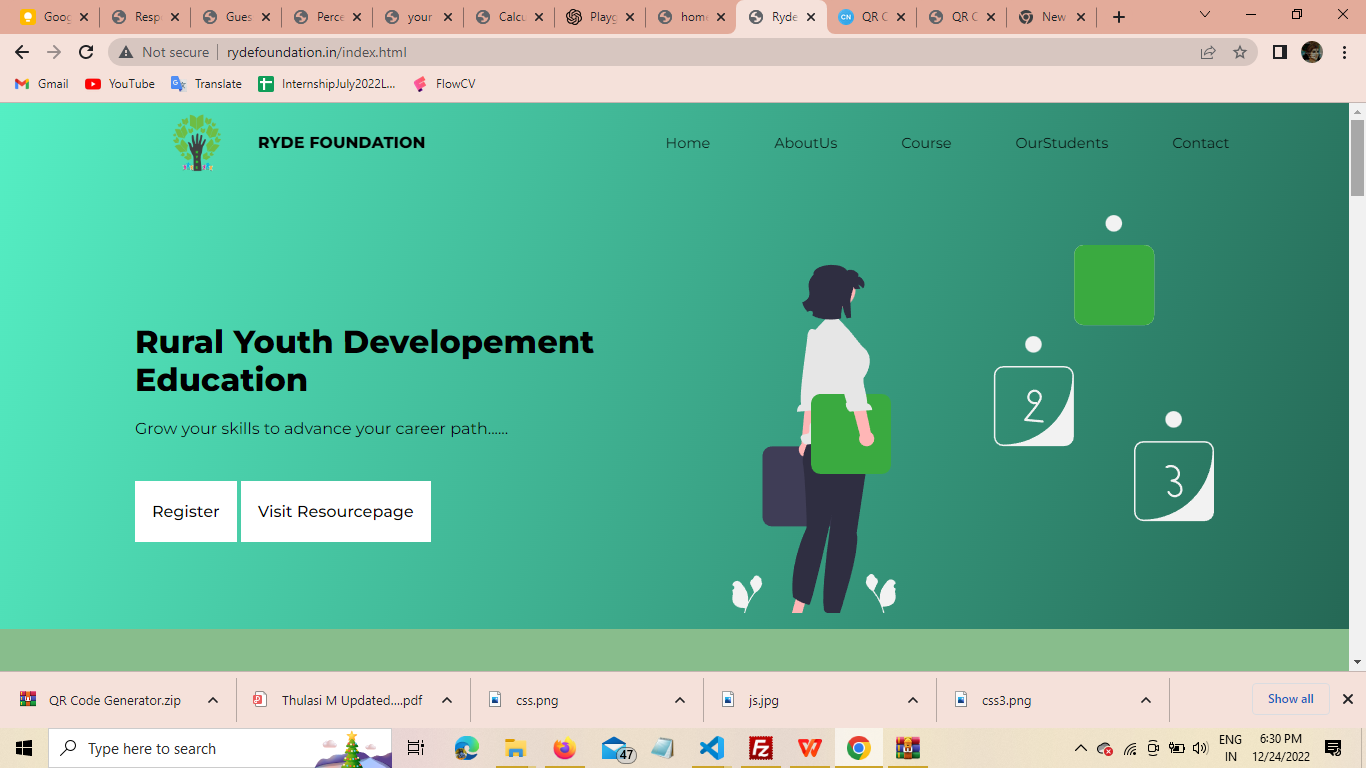 Goog
Resp
Gues
Perce
your
Calcu
Playg
home
Ryde
CN
QR C
QR C
New
Not secure
rydefoundation.in/index.html
Gmail
YouTube
Translate
InternshipJuly2022L...
FlowCV
RYDE FOUNDATION
Home
AboutUs
Course
OurStudents
Contact
Rural Youth Developement
Education
Grow your skills to advance your career path......
Register
Visit Resourcepage
2
3
QR Code Generator.zip
Thulasi M Updated....pdf
css.png
js.jpg
css3.png
Show all
Type here to search
47
ENG
IN
6:30 PM
12/24/2022